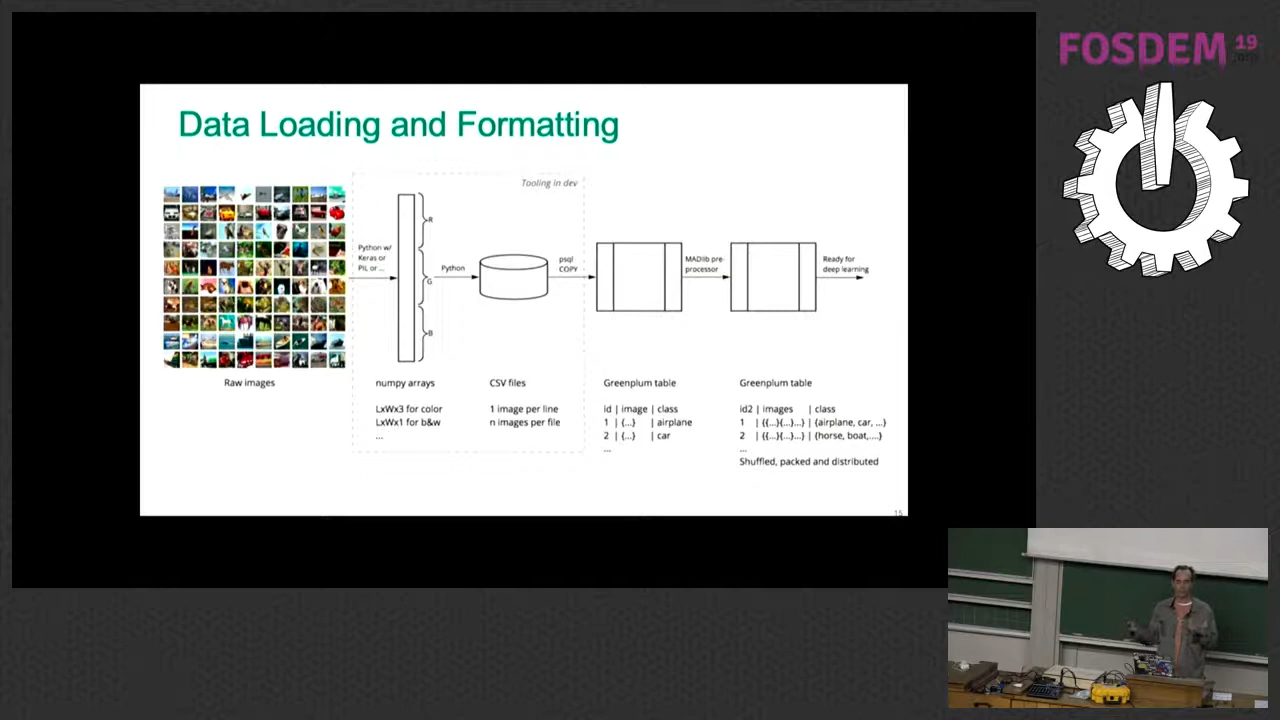 FOSDEM 19
.org
Data Loading and Formatting
Tooling in dev
Python w/
Keras or
PIL or ...
R
G
B
Python
psql
COPY
MADlib pre-
processor
Ready for
deep learning
Raw images
numpy arrays
LxWx3 for color
LxWx1 for b&w
...
CSV files
1 image per line
n images per file
Greenplum table
id | image | class
1 | {...} | airplane
2 | {...} | car
...
Greenplum table
id2 | images | class
1 | {{...}{...}...} | {airplane, car, ...}
2 | {{...}{...}...} | {horse, boat,....}
...
Shuffled, packed and distributed
15